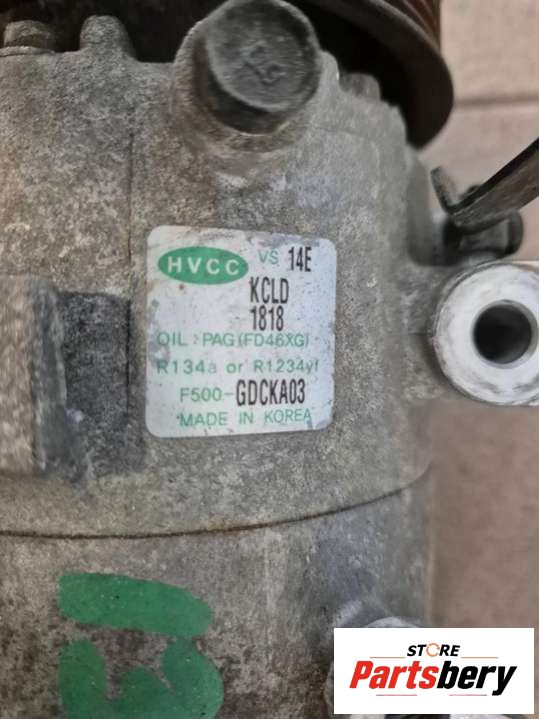 HVCC VS 14E
KCLD
1818
OIL : PAG (FD46XG)
R134a or R1234yf
F500-GDCKA03
MADE IN KOREA
STORE
Partsbery